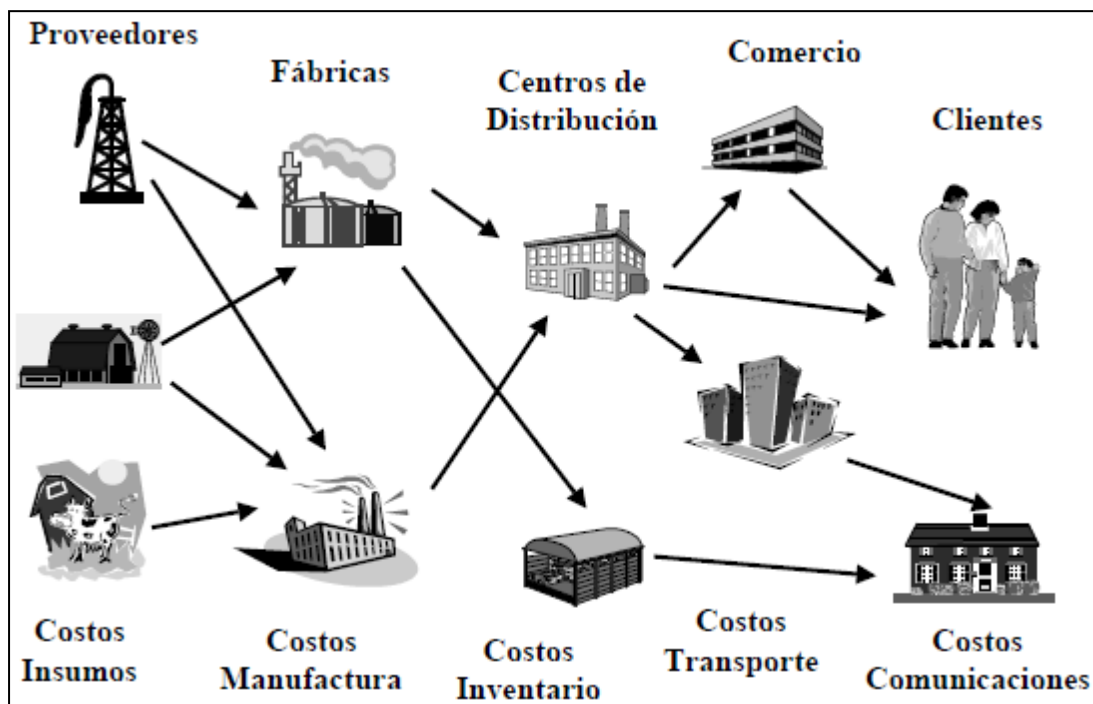 Proveedores
Fábricas
Centros de
Distribución
Comercio
Clientes
Costos
Insumos
Costos
Manufactura
Costos
Inventario
Costos
Transporte
Costos
Comunicaciones